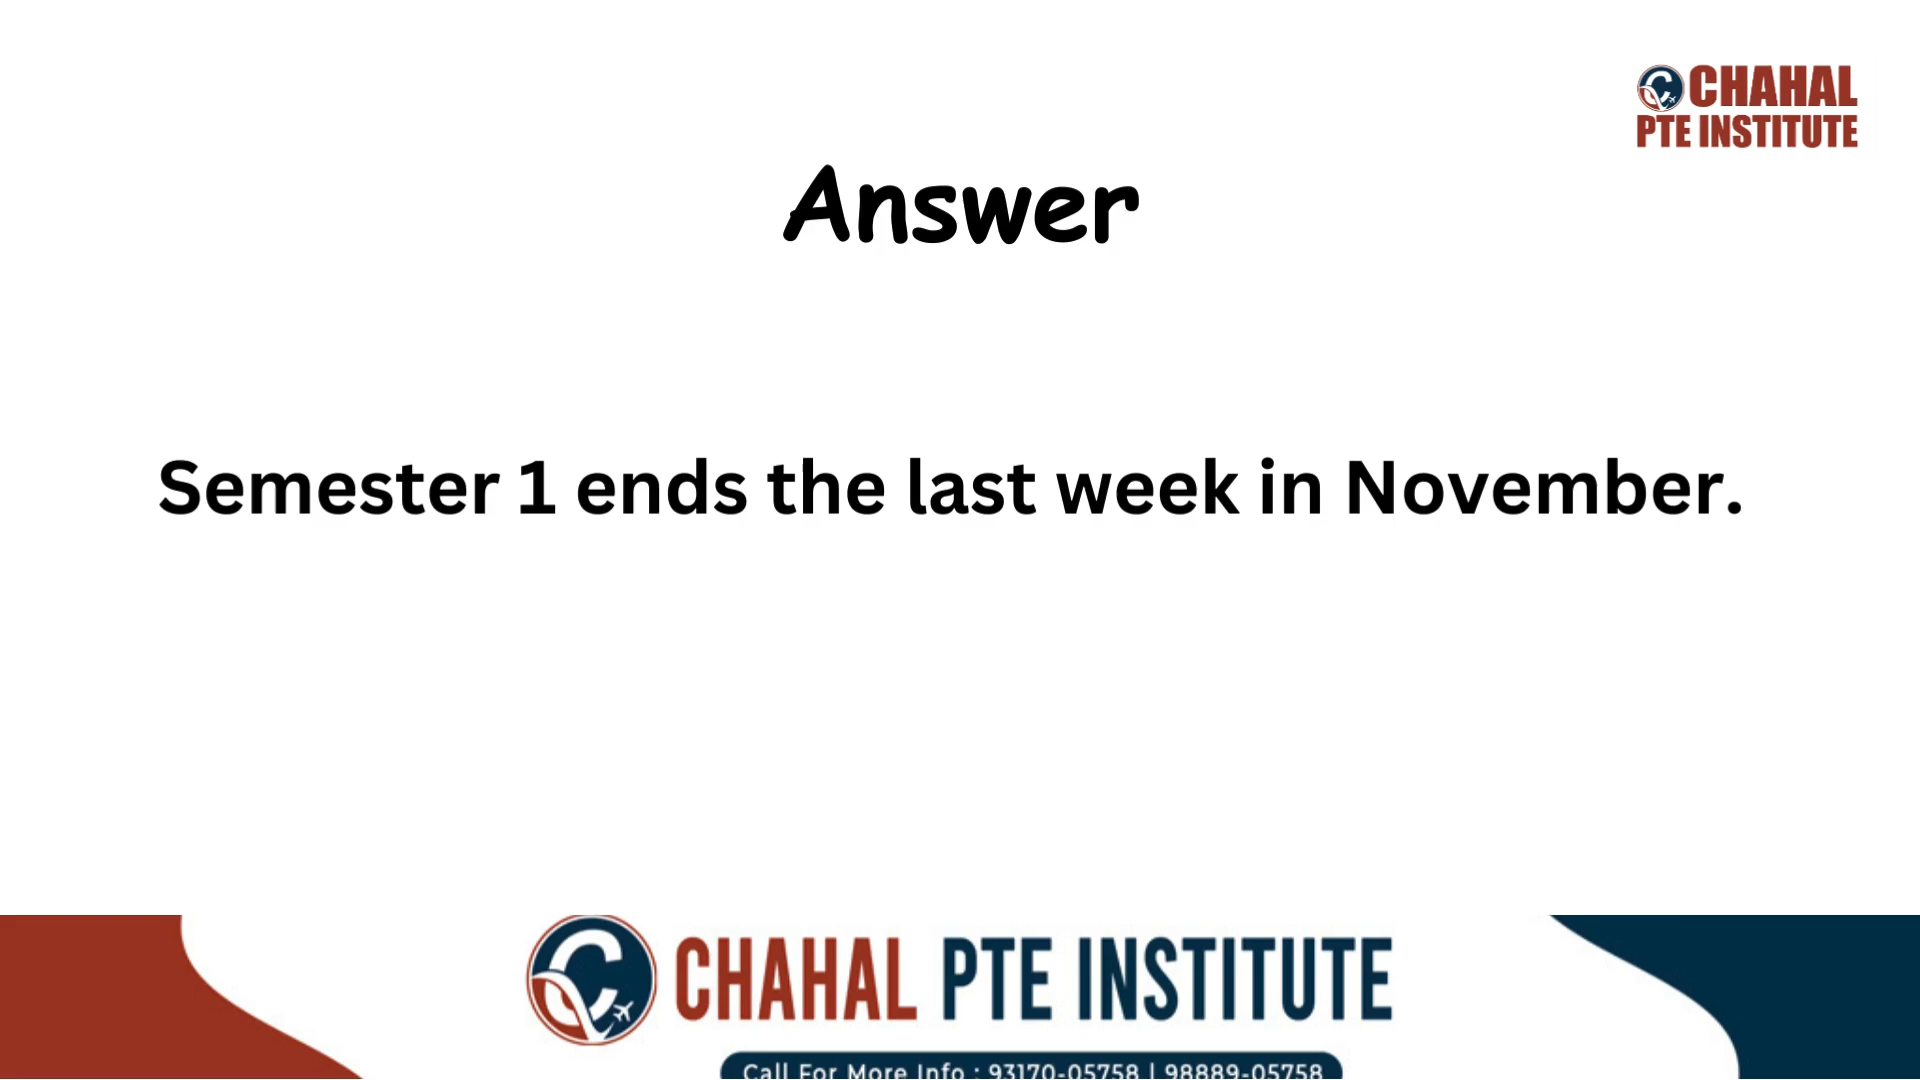 CHAHAL
PTE INSTITUTE
Answer
Semester 1 ends the last week in November.
CHAHAL PTE INSTITUTE
Call For More Info : 93170-05758 | 98889-05758